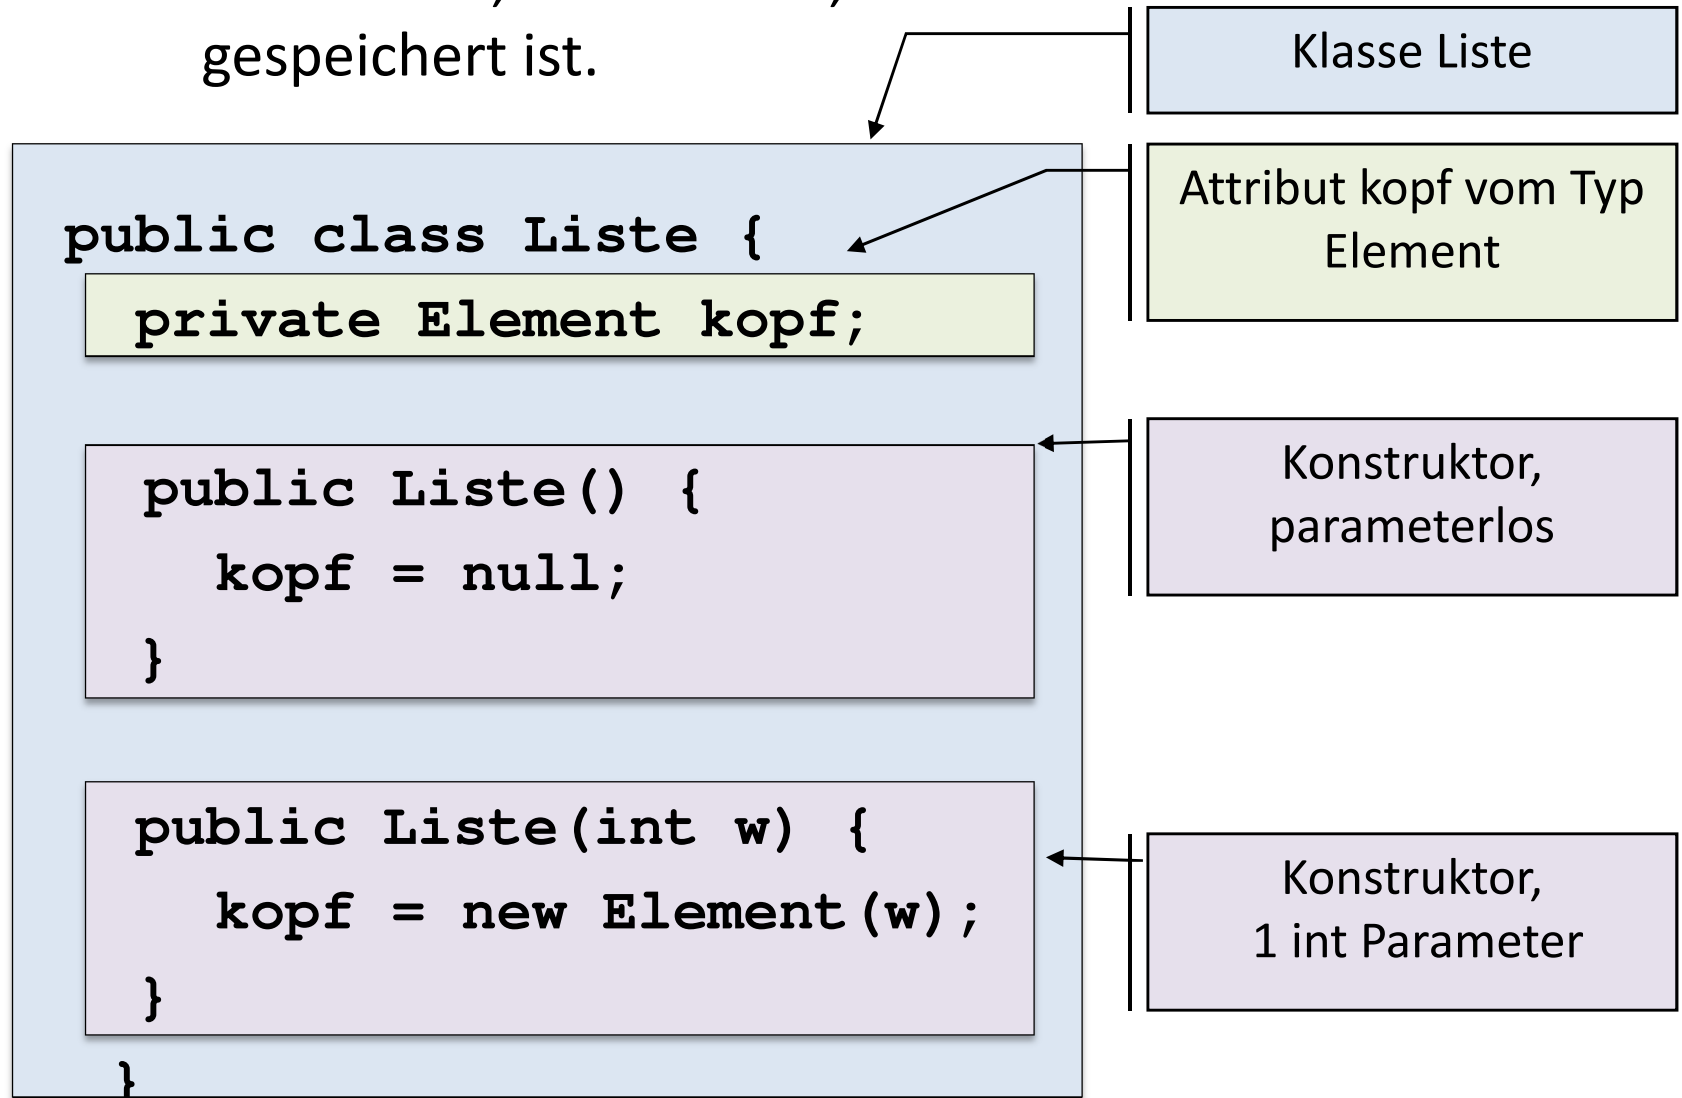 gespeichert ist.
Klasse Liste
Attribut kopf vom Typ
Element
public class Liste {
private Element kopf;
public Liste() {
kopf = null;
}
Konstruktor,
parameterlos
public Liste(int w) {
kopf = new Element(w);
}
Konstruktor,
1 int Parameter
}